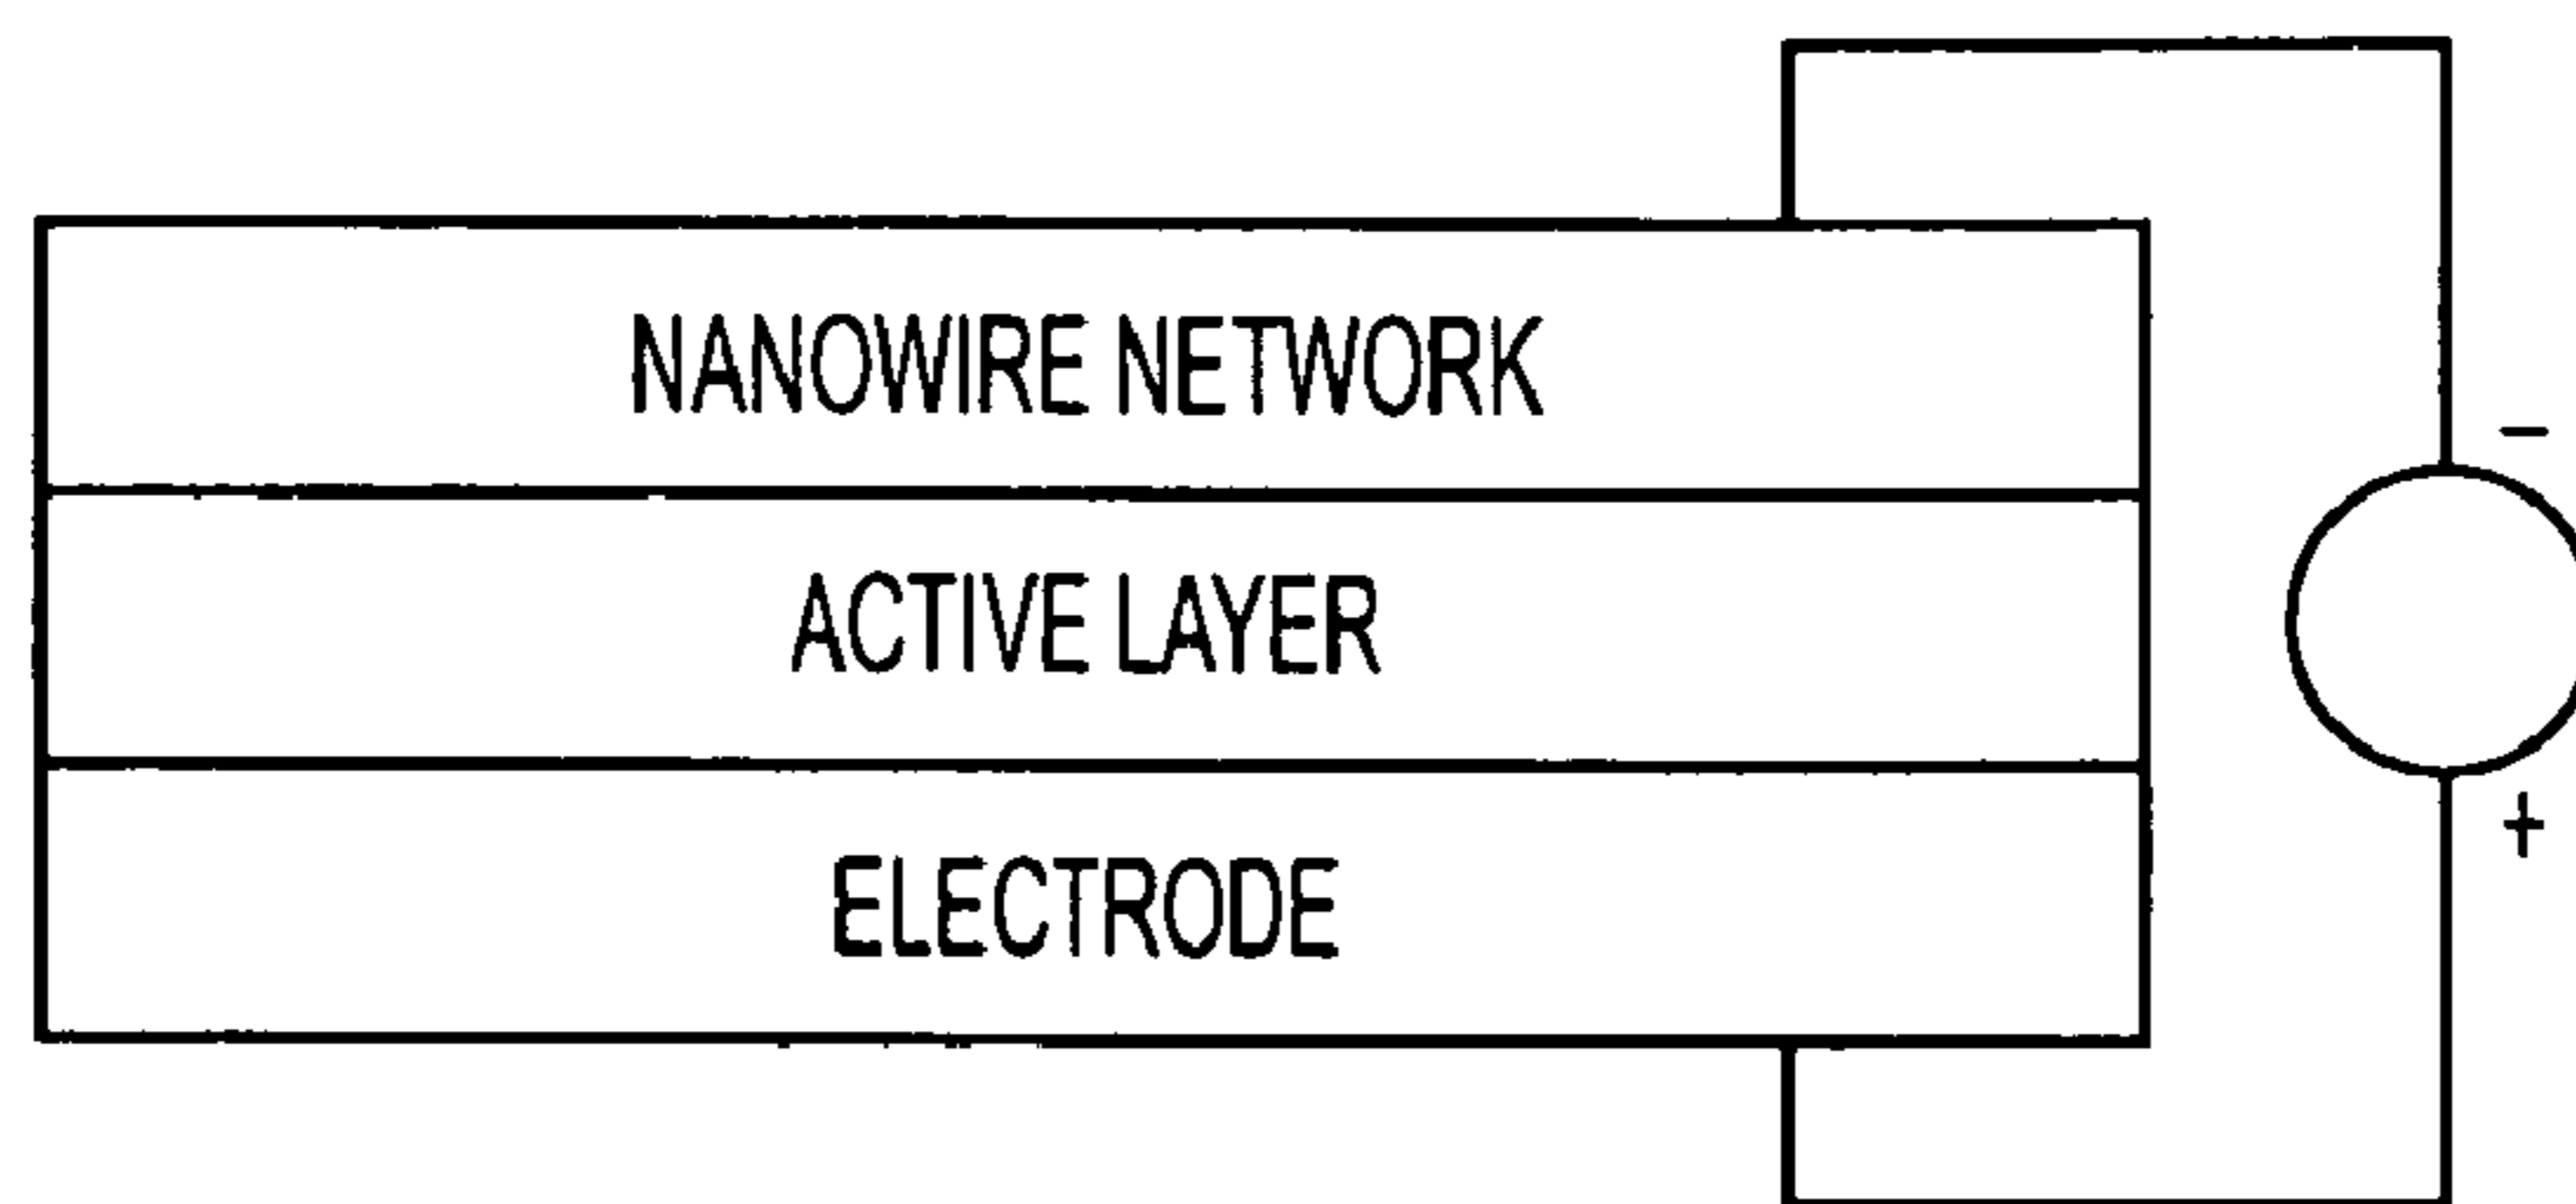 NANOWIRE NETWORK
−
ACTIVE LAYER
+
ELECTRODE